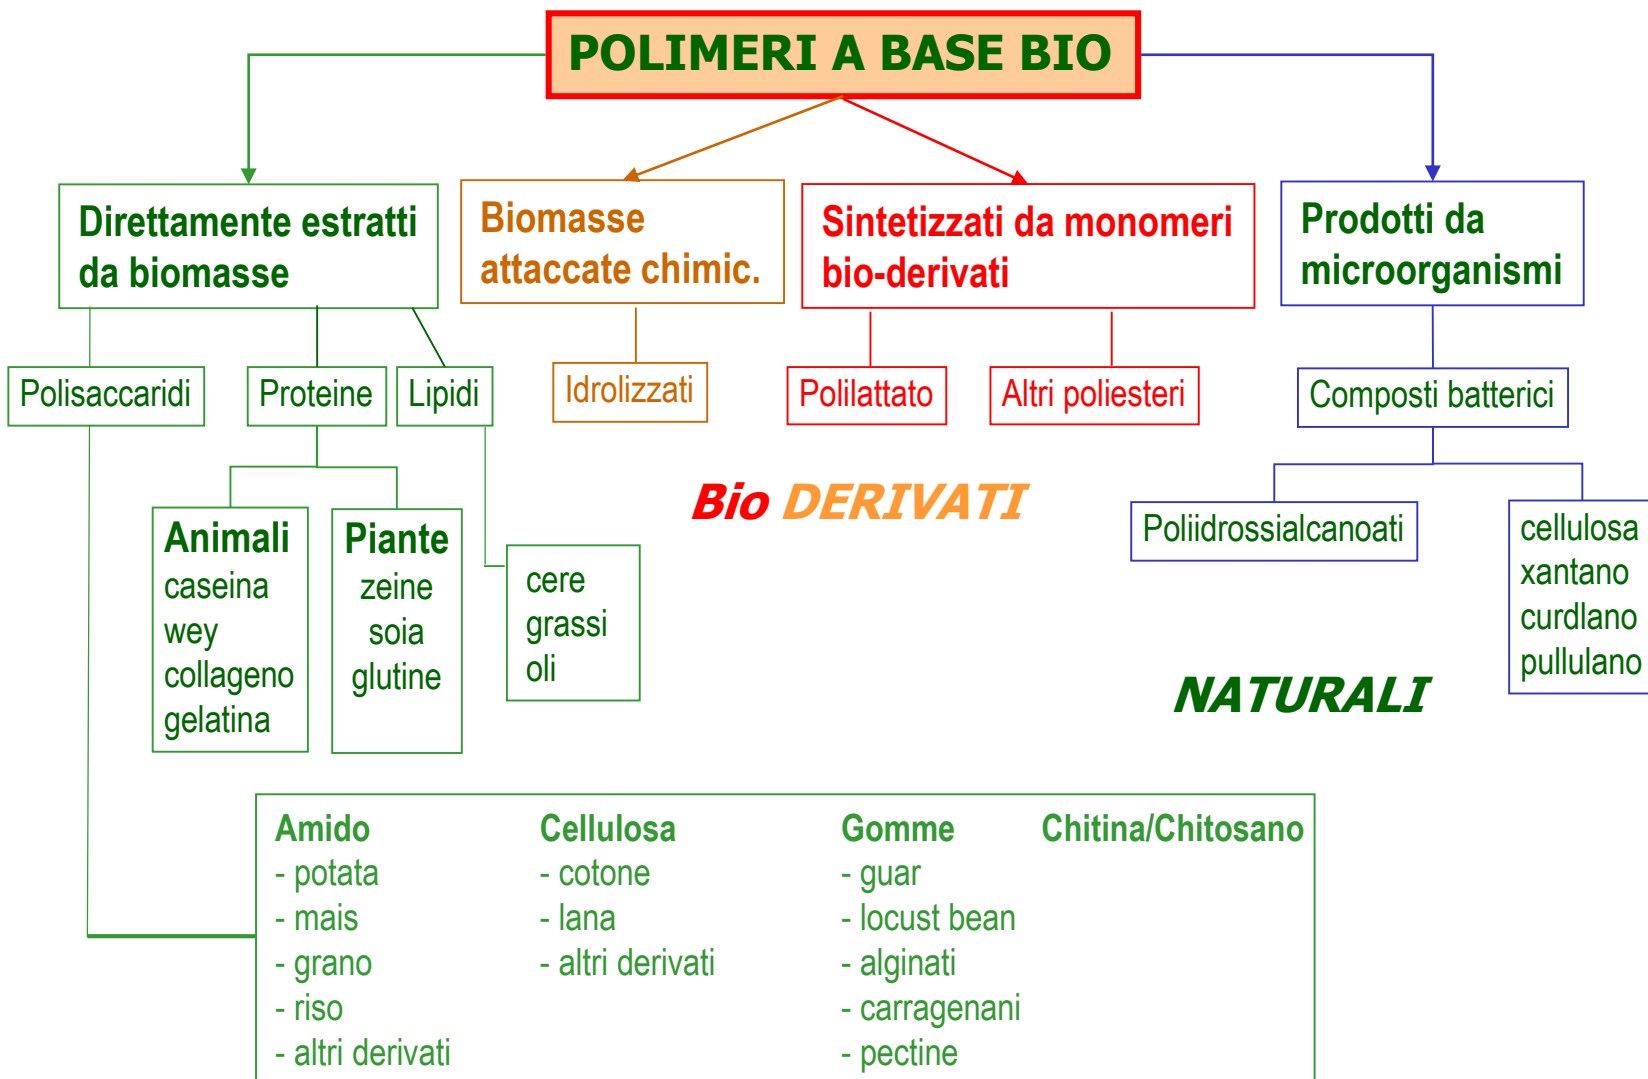 POLIMERI A BASE BIO
Direttamente estratti
da biomasse
Biomasse
attaccate chimic.
Sintetizzati da monomeri
bio-derivati
Prodotti da
microorganismi
Polisaccaridi
Proteine
Lipidi
Idrolizzati
Polilattato
Altri poliesteri
Composti batterici
Bio DERIVATI
Animali
caseina
wey
collageno
gelatina
Piante
zeine
soia
glutine
cere
grassi
oli
Poliidrossialcanoati
cellulosa
xantano
curdlano
pullulano
NATURALI
Amido
- potata
- mais
- grano
- riso
- altri derivati
Cellulosa
- cotone
- lana
- altri derivati
Gomme
- guar
- locust bean
- alginati
- carragenani
- pectine
Chitina/Chitosano